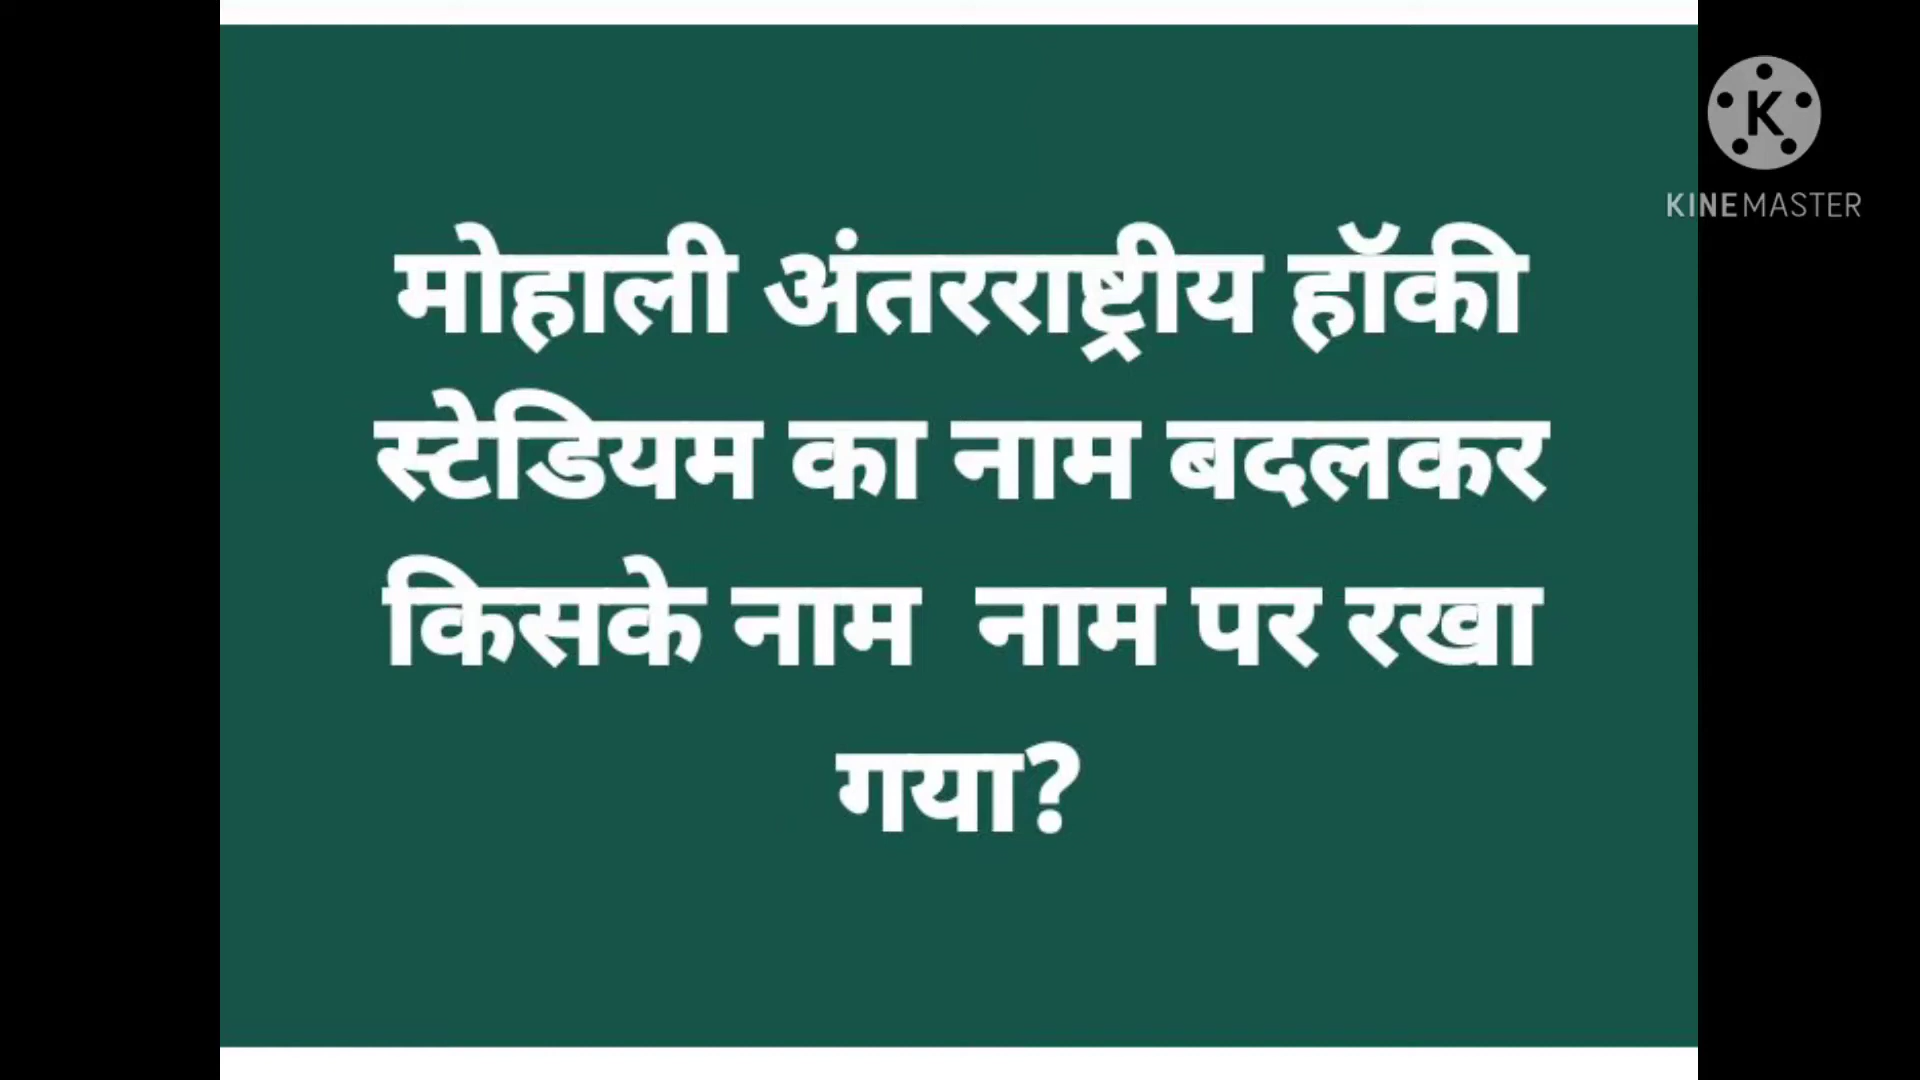 मोहाली अंतरराष्ट्रीय हॉकी
स्टेडियम का नाम बदलकर
किसके नाम  नाम पर रखा
गया?
K
KINEMASTER